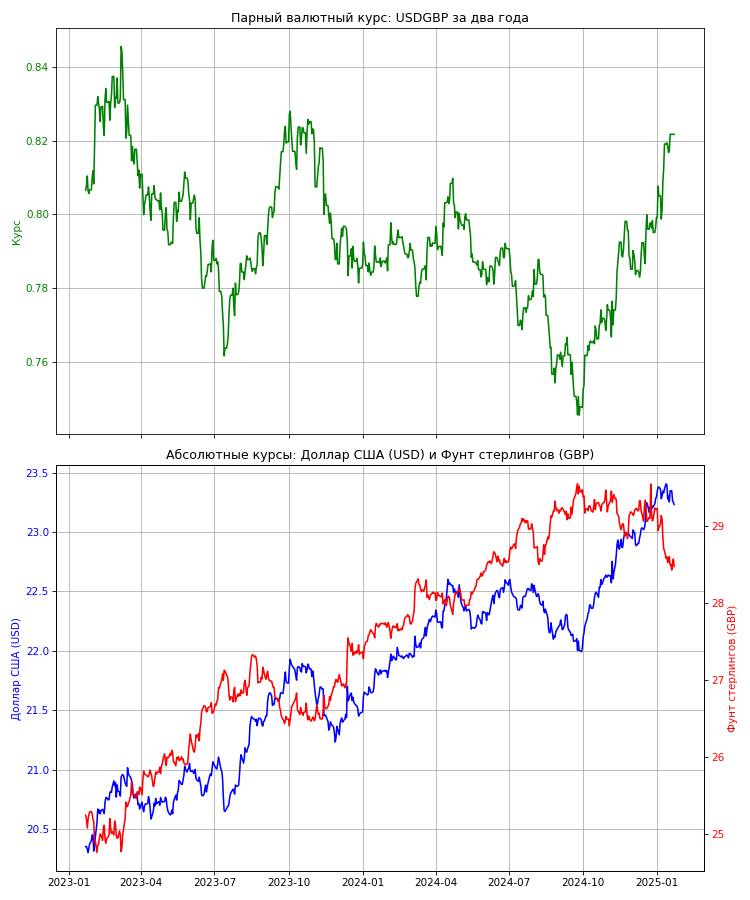 Парный валютный курс: USDGBP за два года
0.84
0.82
0.80
0.78
0.76
Курс
Абсолютные курсы: Доллар США (USD) и Фунт стерлингов (GBP)
23.5
23.0
22.5
22.0
21.5
21.0
20.5
Доллар США (USD)
29
28
27
26
25
Фунт стерлингов (GBP)
2023-01 2023-04 2023-07 2023-10 2024-01 2024-04 2024-07 2024-10 2025-01